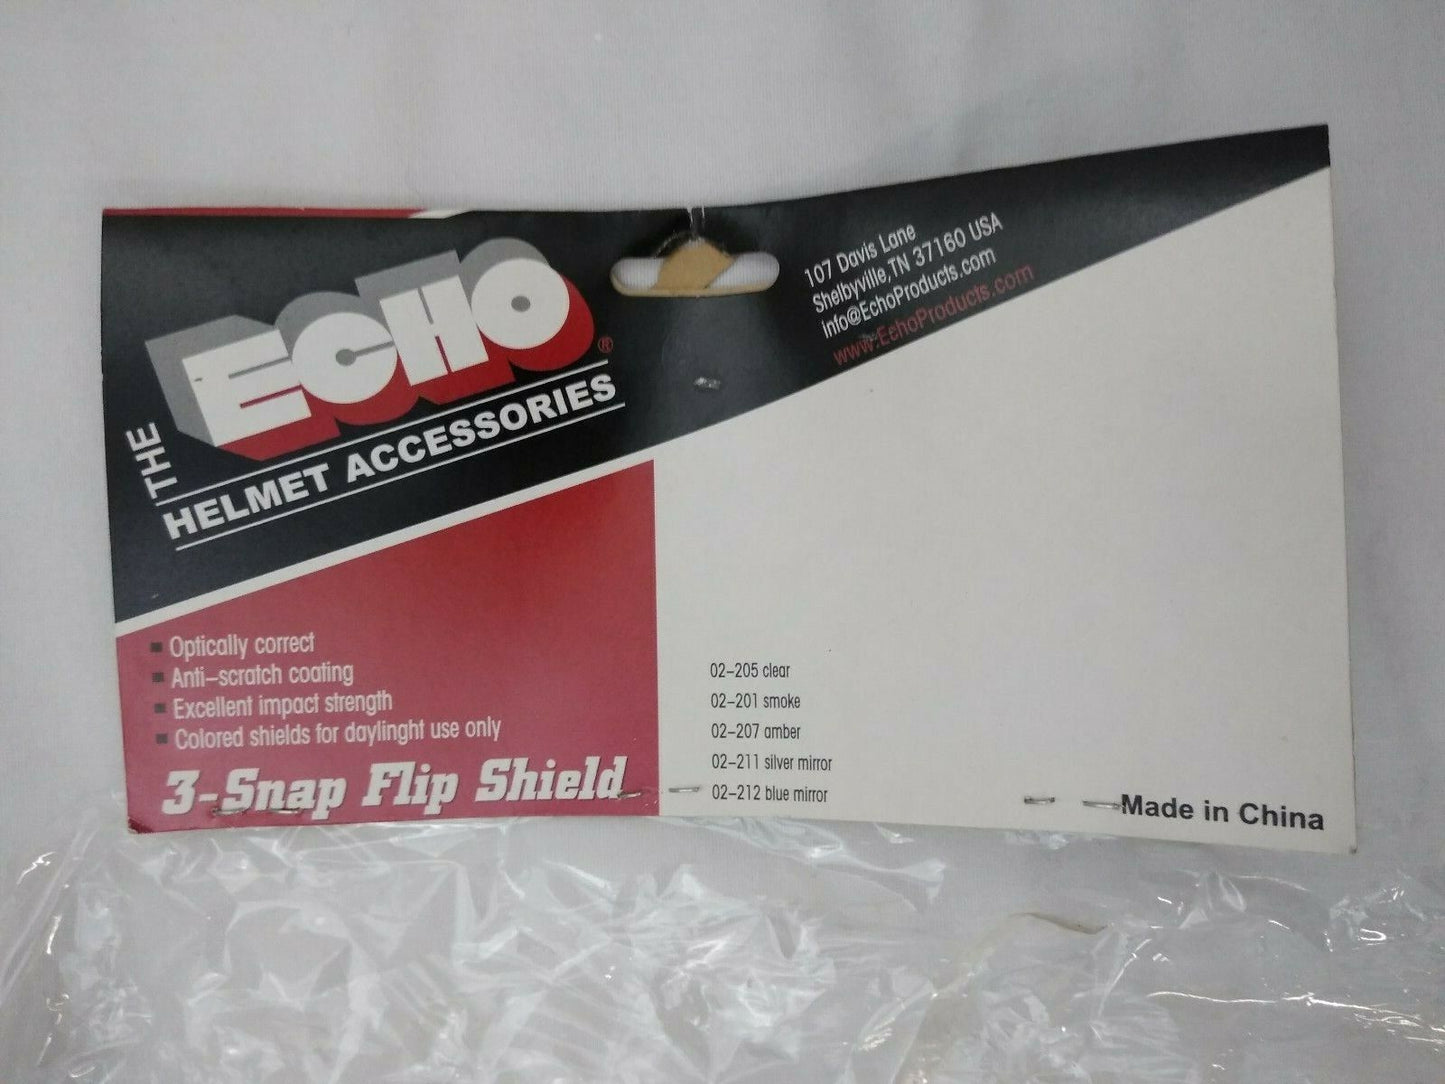 THE
ECHO®
HELMET ACCESSORIES
107 Davis Lane
Shelbyville, TN 37160 USA
info@EchoProducts.com
www.EchoProducts.com
Optically correct
Anti-scratch coating
Excellent impact strength
Colored shields for daylinght use only
3-Snap Flip Shield
02-205 clear
02-201 smoke
02-207 amber
02-211 silver mirror
02-212 blue mirror
Made in China